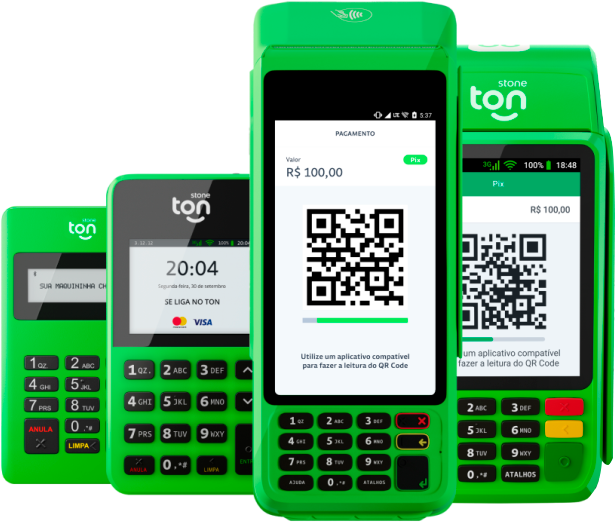 stone
ton
SUA MAQUININHA CH
1 QZ.
2 ABC
4 GHI
5 JKL
7 PRS
8 TUV
ANULA
0 ,*#
LIMPA
stone
ton
100%
20:04
20:04
Segunda-feira, 30 de setembro
SE LIGA NO TON
VISA
1 QZ.
2 ABC
3 DEF
4 GHI
5 JKL
6 MNO
7 PRS
8 TUV
9 WXY
ANULA
0 .*#
LIMPA
5:37
PAGAMENTO
Valor
Pix
R$ 100,00
Utilize um aplicativo compatível
para fazer a leitura do QR Code
1 QZ.
2 ABC
3 DEF
4 GHI
5 JKL
6 MNO
7 PRS
8 TUV
9 WXY
AJUDA
0 .*#
ATALHOS
stone
ton
3G
100%
18:48
Pix
R$ 100,00
um aplicativo compatível
er a leitura do QR Code
2 ABC
3 DEF
5 JKL
6 MNO
8 TUV
9 WXY
0 .*#
ATALHOS